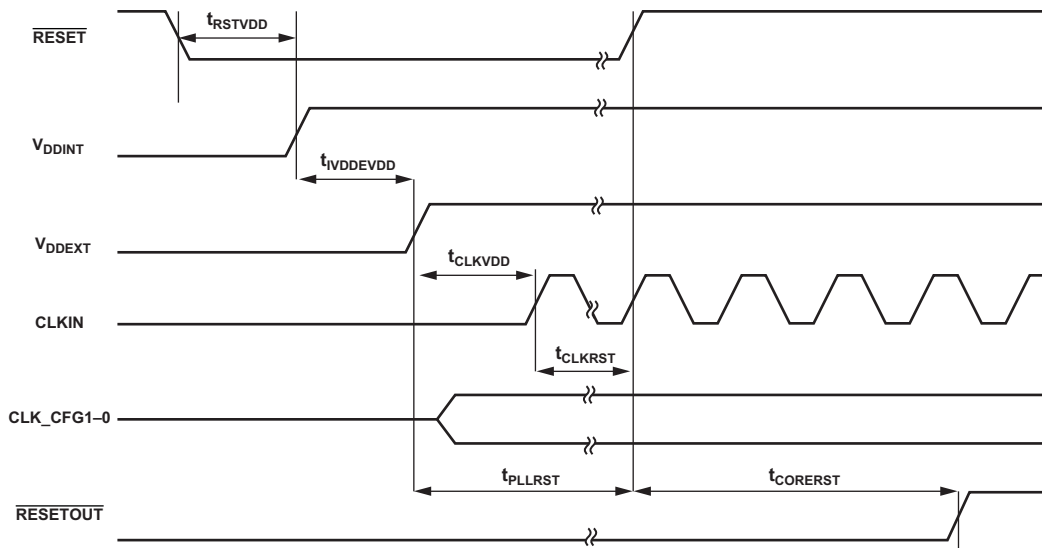 RESET
tRSTVDD
VDDINT
tIVDDEVDD
VDDEXT
tCLKVDD
CLKIN
tCLKRST
CLK_CFG1–0
tPLLRST
tCORERST
RESETOUT